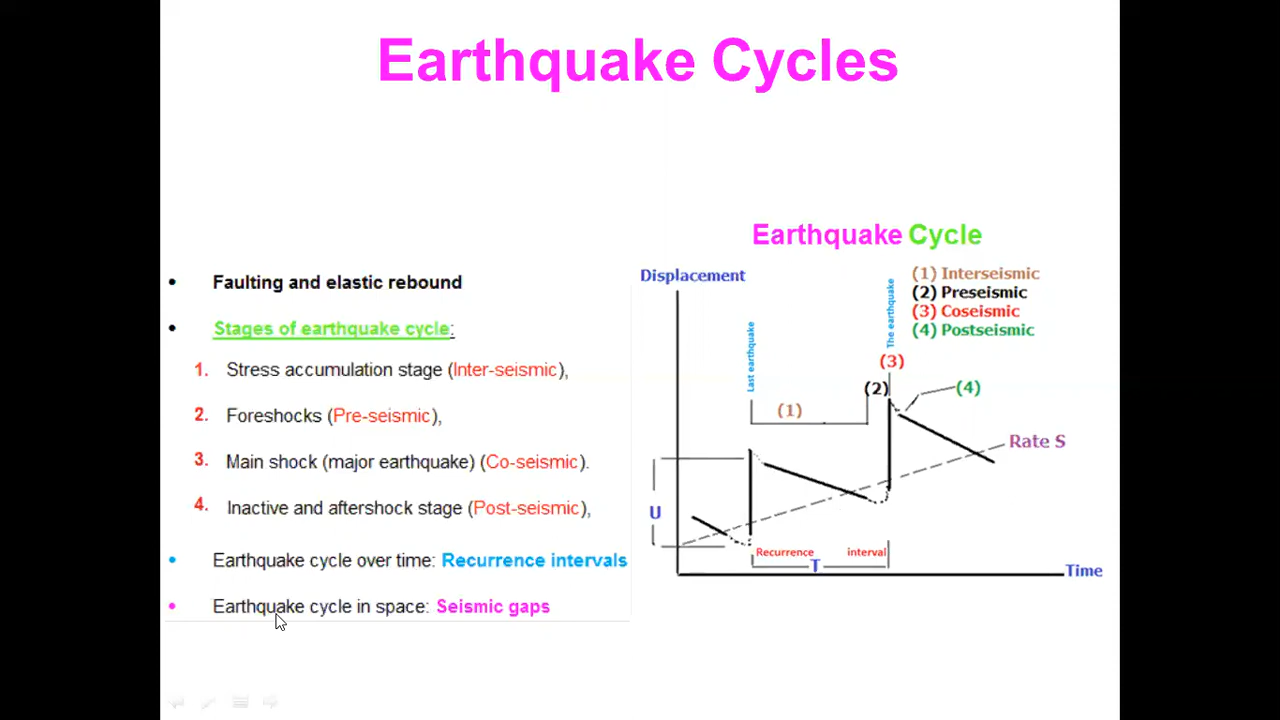 Earthquake Cycles
• Faulting and elastic rebound
• Stages of earthquake cycle:
1. Stress accumulation stage (Inter-seismic),
2. Foreshocks (Pre-seismic),
3. Main shock (major earthquake) (Co-seismic).
4. Inactive and aftershock stage (Post-seismic),
• Earthquake cycle over time: Recurrence intervals
• Earthquake cycle in space: Seismic gaps
Earthquake Cycle
Displacement
(1) Interseismic
(2) Preseismic
(3) Coseismic
(4) Postseismic
Last earthquake
The earthquake
(3)
(2)
(4)
(1)
Rate S
U
Recurrence interval
T
Time